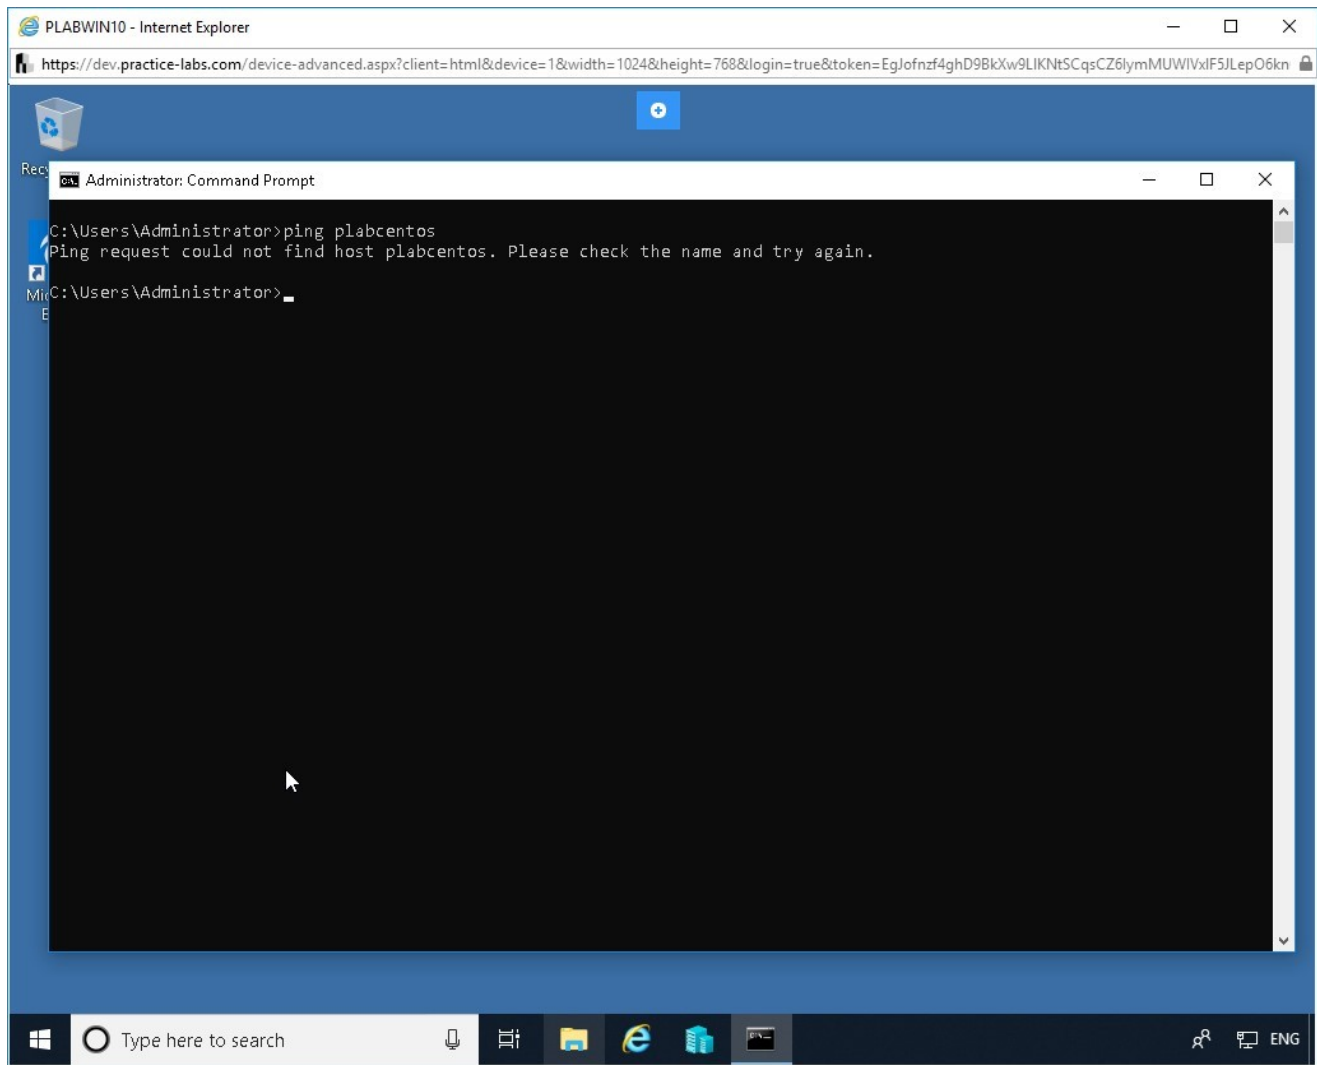 PLABWIN10 - Internet Explorer
https://dev.practice-labs.com/device-advanced.aspx?client=html&device=1&width=1024&height=768&login=true&token=EgJofnzf4ghD9BkXw9LIKNtSCqsCZ6lymMUWIVxIF5JLepO6kn
Recy
Administrator: Command Prompt
C:\Users\Administrator>ping plabcentos
Ping request could not find host plabcentos. Please check the name and try again.
C:\Users\Administrator>
Mic
E
Type here to search
ENG